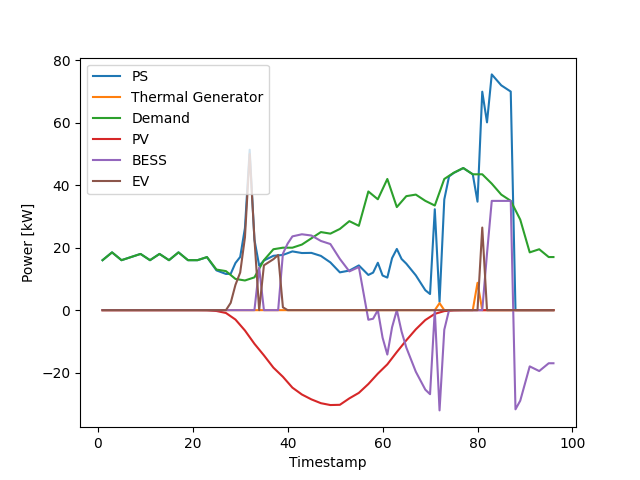 80
60
40
20
0
−20
Power [kW]
PS
Thermal Generator
Demand
PV
BESS
EV
0 20 40 60 80 100
Timestamp